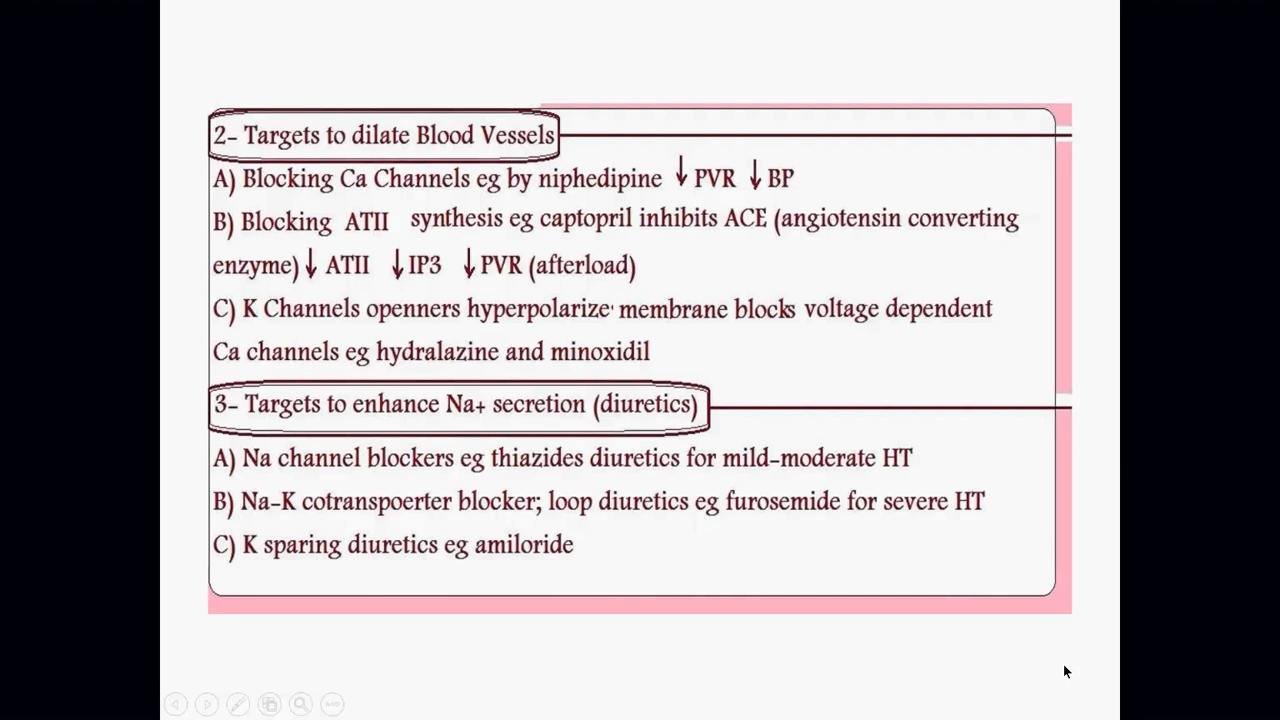 2- Targets to dilate Blood Vessels
A) Blocking Ca Channels eg by niphedipine ↓ PVR ↓ BP
B) Blocking ATII synthesis eg captopril inhibits ACE (angiotensin converting
enzyme)↓ ATII ↓ IP3 ↓ PVR (afterload)
C) K Channels openners hyperpolarize membrane blocks voltage dependent
Ca channels eg hydralazine and minoxidil
3- Targets to enhance Na+ secretion (diuretics)
A) Na channel blockers eg thiazides diuretics for mild-moderate HT
B) Na-K cotranspoerter blocker; loop diuretics eg furosemide for severe HT
C) K sparing diuretics eg amiloride